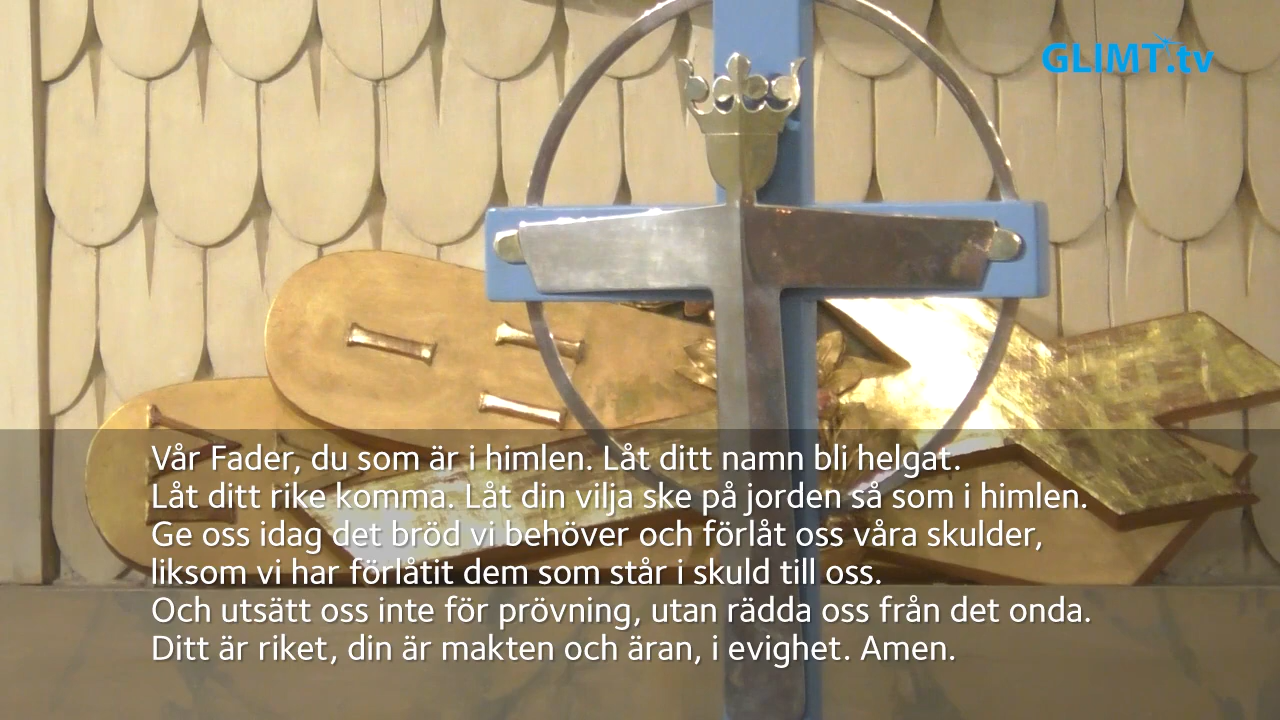 GLIMT.tv
Vår Fader, du som är i himlen. Låt ditt namn bli helgat.
Låt ditt rike komma. Låt din vilja ske på jorden så som i himlen.
Ge oss idag det bröd vi behöver och förlåt oss våra skulder,
liksom vi har förlåtit dem som står i skuld till oss.
Och utsätt oss inte för prövning, utan rädda oss från det onda.
Ditt är riket, din är makten och äran, i evighet. Amen.